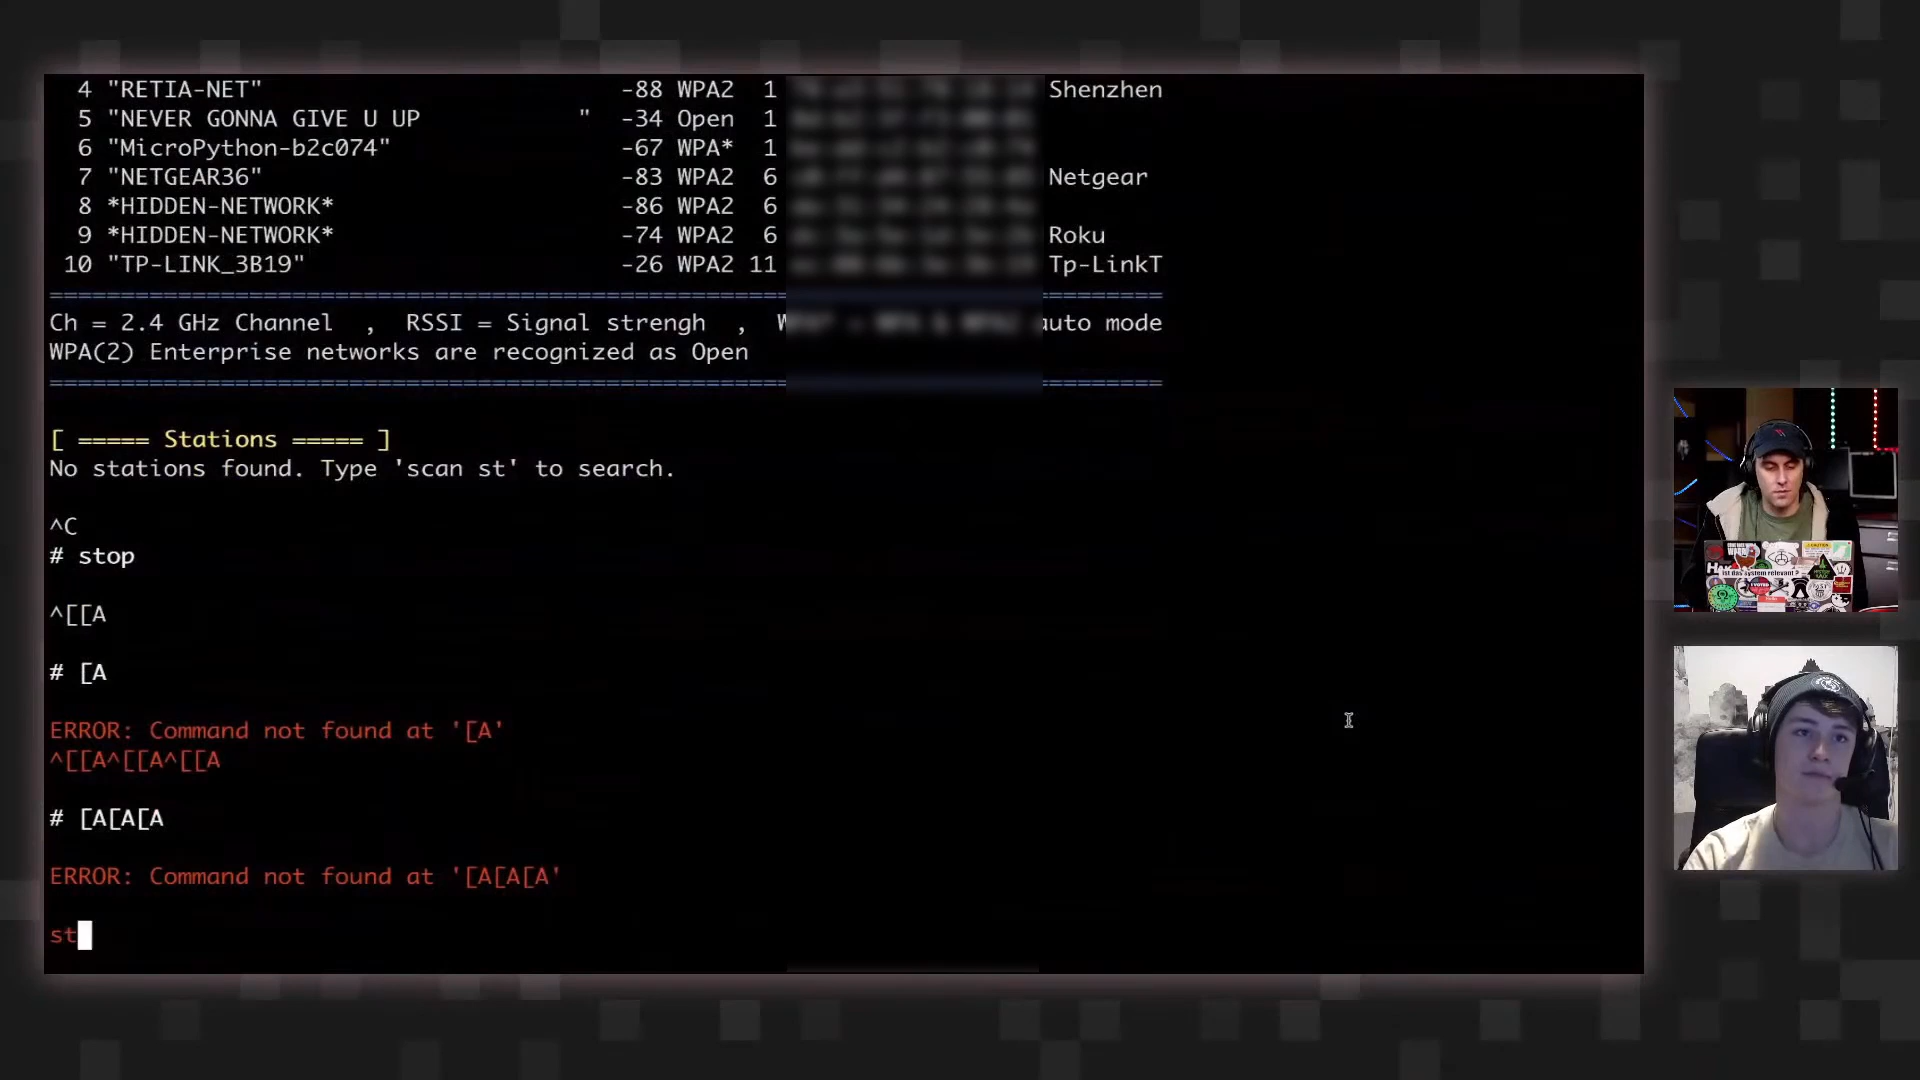 4 "RETIA-NET" -88 WPA2 1 Shenzhen
5 "NEVER GONNA GIVE U UP           " -34 Open 1
6 "MicroPython-b2c074" -67 WPA* 1
7 "NETGEAR36" -83 WPA2 6 Netgear
8 *HIDDEN-NETWORK* -86 WPA2 6
9 *HIDDEN-NETWORK* -74 WPA2 6 Roku
10 "TP-LINK_3B19" -26 WPA2 11 Tp-LinkT
Ch = 2.4 GHz Channel , RSSI = Signal strengh , auto mode
WPA(2) Enterprise networks are recognized as Open
[ ===== Stations ===== ]
No stations found. Type 'scan st' to search.
^C
# stop
^[[A
# [A
ERROR: Command not found at '[A'
^[[A^[[A^[[A
# [A[A[A
ERROR: Command not found at '[A[A[A'
st